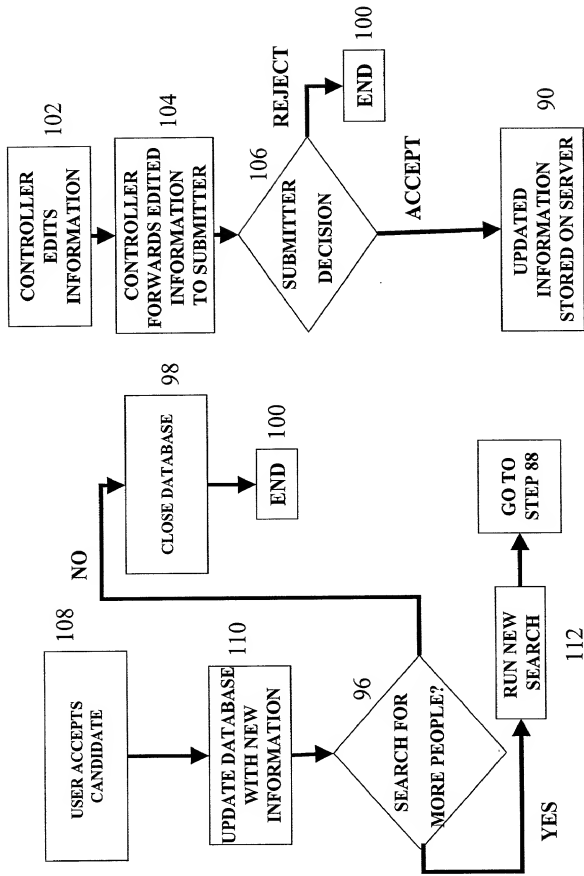 108
USER ACCEPTS
CANDIDATE
110
UPDATE DATABASE
WITH NEW
INFORMATION
96
SEARCH FOR
MORE PEOPLE?
NO
98
CLOSE DATABASE
100
END
YES
RUN NEW
SEARCH
112
GO TO
STEP 88
102
CONTROLLER
EDITS
INFORMATION
104
CONTROLLER
FORWARDS EDITED
INFORMATION
TO SUBMITTER
106
SUBMITTER
DECISION
REJECT
100
END
ACCEPT
90
UPDATED
INFORMATION
STORED ON SERVER